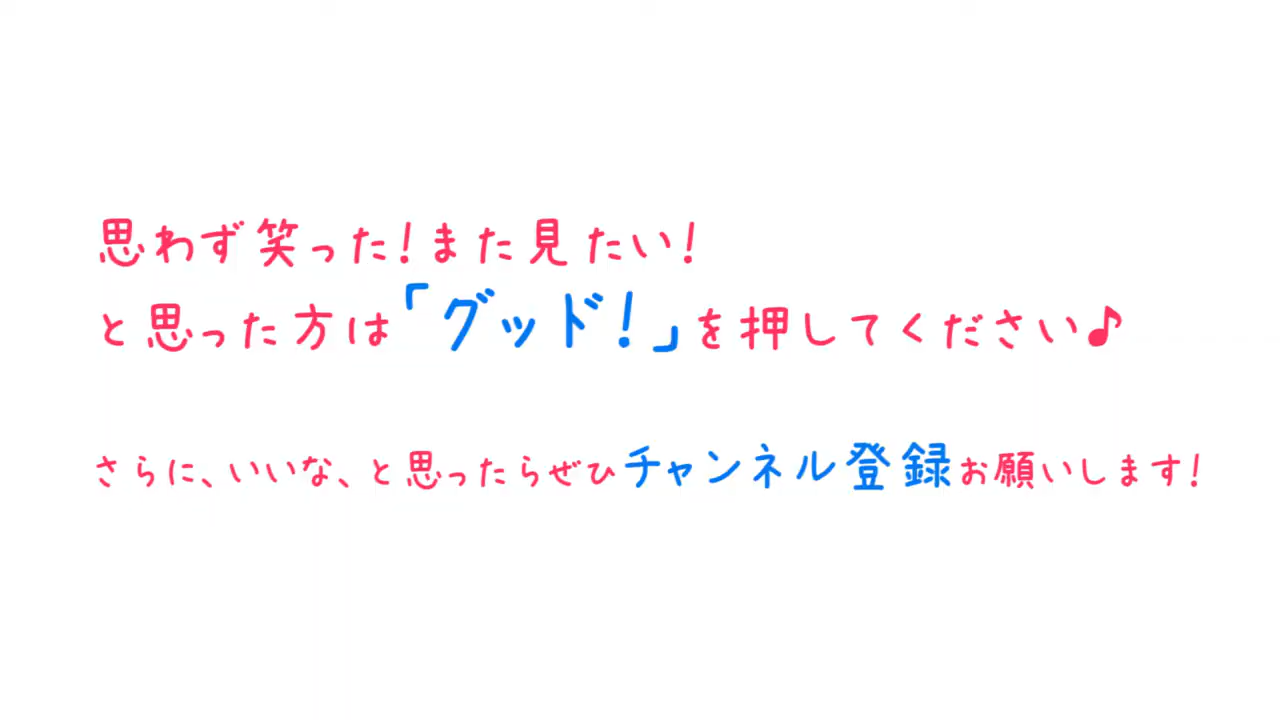 思わず笑った!また見たい!
と思った方は「グッド!」を押してください♪
さらに、いいな、と思ったらぜひチャンネル登録お願いします!